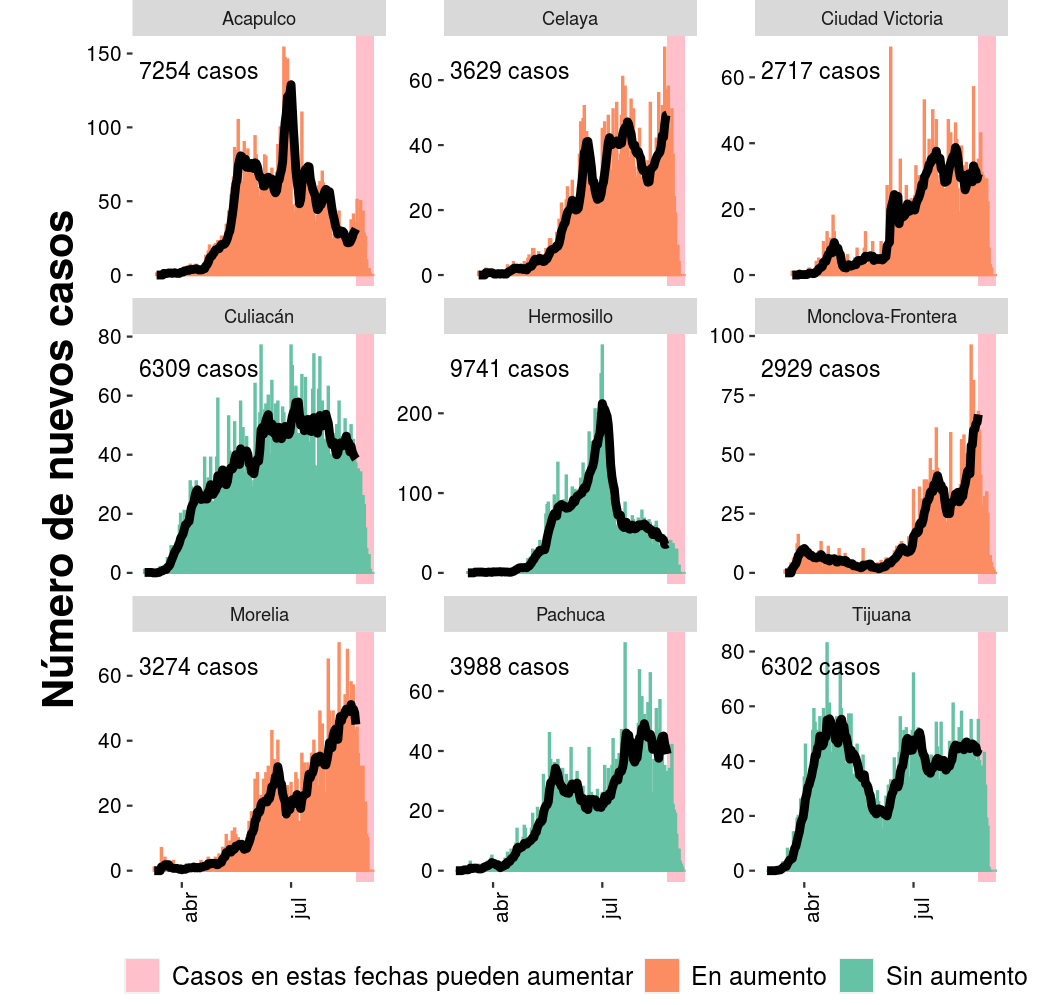 Número de nuevos casos
Acapulco
Celaya
Ciudad Victoria
150
100
50
0
7254 casos
60
40
20
0
3629 casos
60
40
20
0
2717 casos
Culiacán
Hermosillo
Monclova-Frontera
80
60
40
20
0
6309 casos
200
100
0
9741 casos
100
75
50
25
0
2929 casos
Morelia
Pachuca
Tijuana
60
40
20
0
3274 casos
60
40
20
0
3988 casos
80
60
40
20
0
6302 casos
abr
jul
abr
jul
abr
jul
Casos en estas fechas pueden aumentar
En aumento
Sin aumento